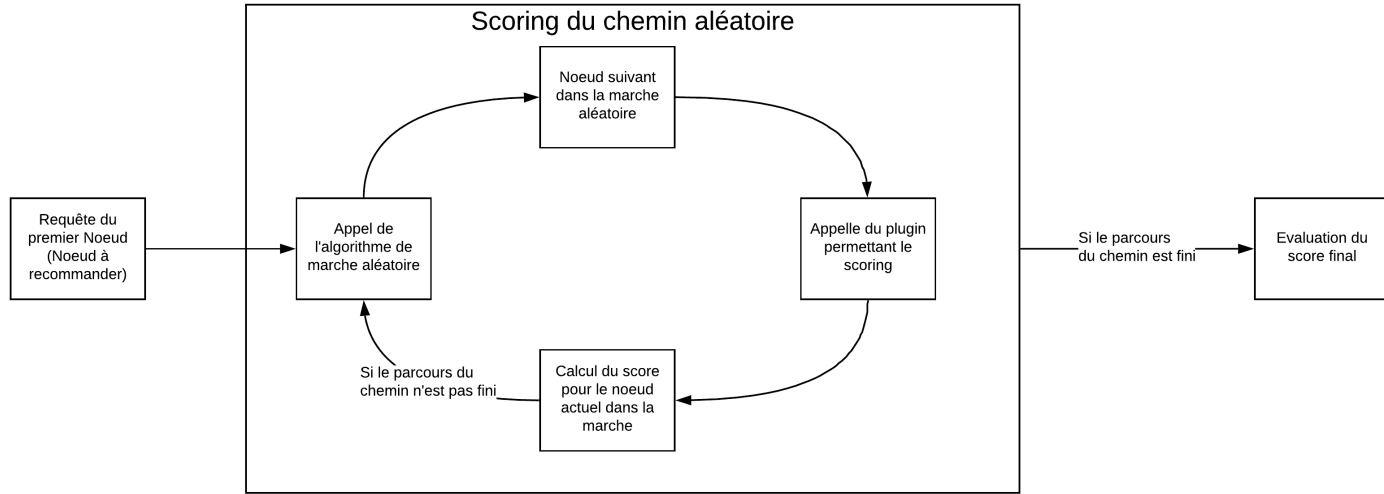 Scoring du chemin aléatoire
Noeud suivant
dans la marche
aléatoire
Requête du
premier Noeud
(Noeud à
recommander)
Appel de
l'algorithme de
marche aléatoire
Appelle du plugin
permettant le
scoring
Si le parcours
du chemin est fini
Evaluation du
score final
Si le parcours du
chemin n'est pas fini
Calcul du score
pour le noeud
actuel dans la
marche